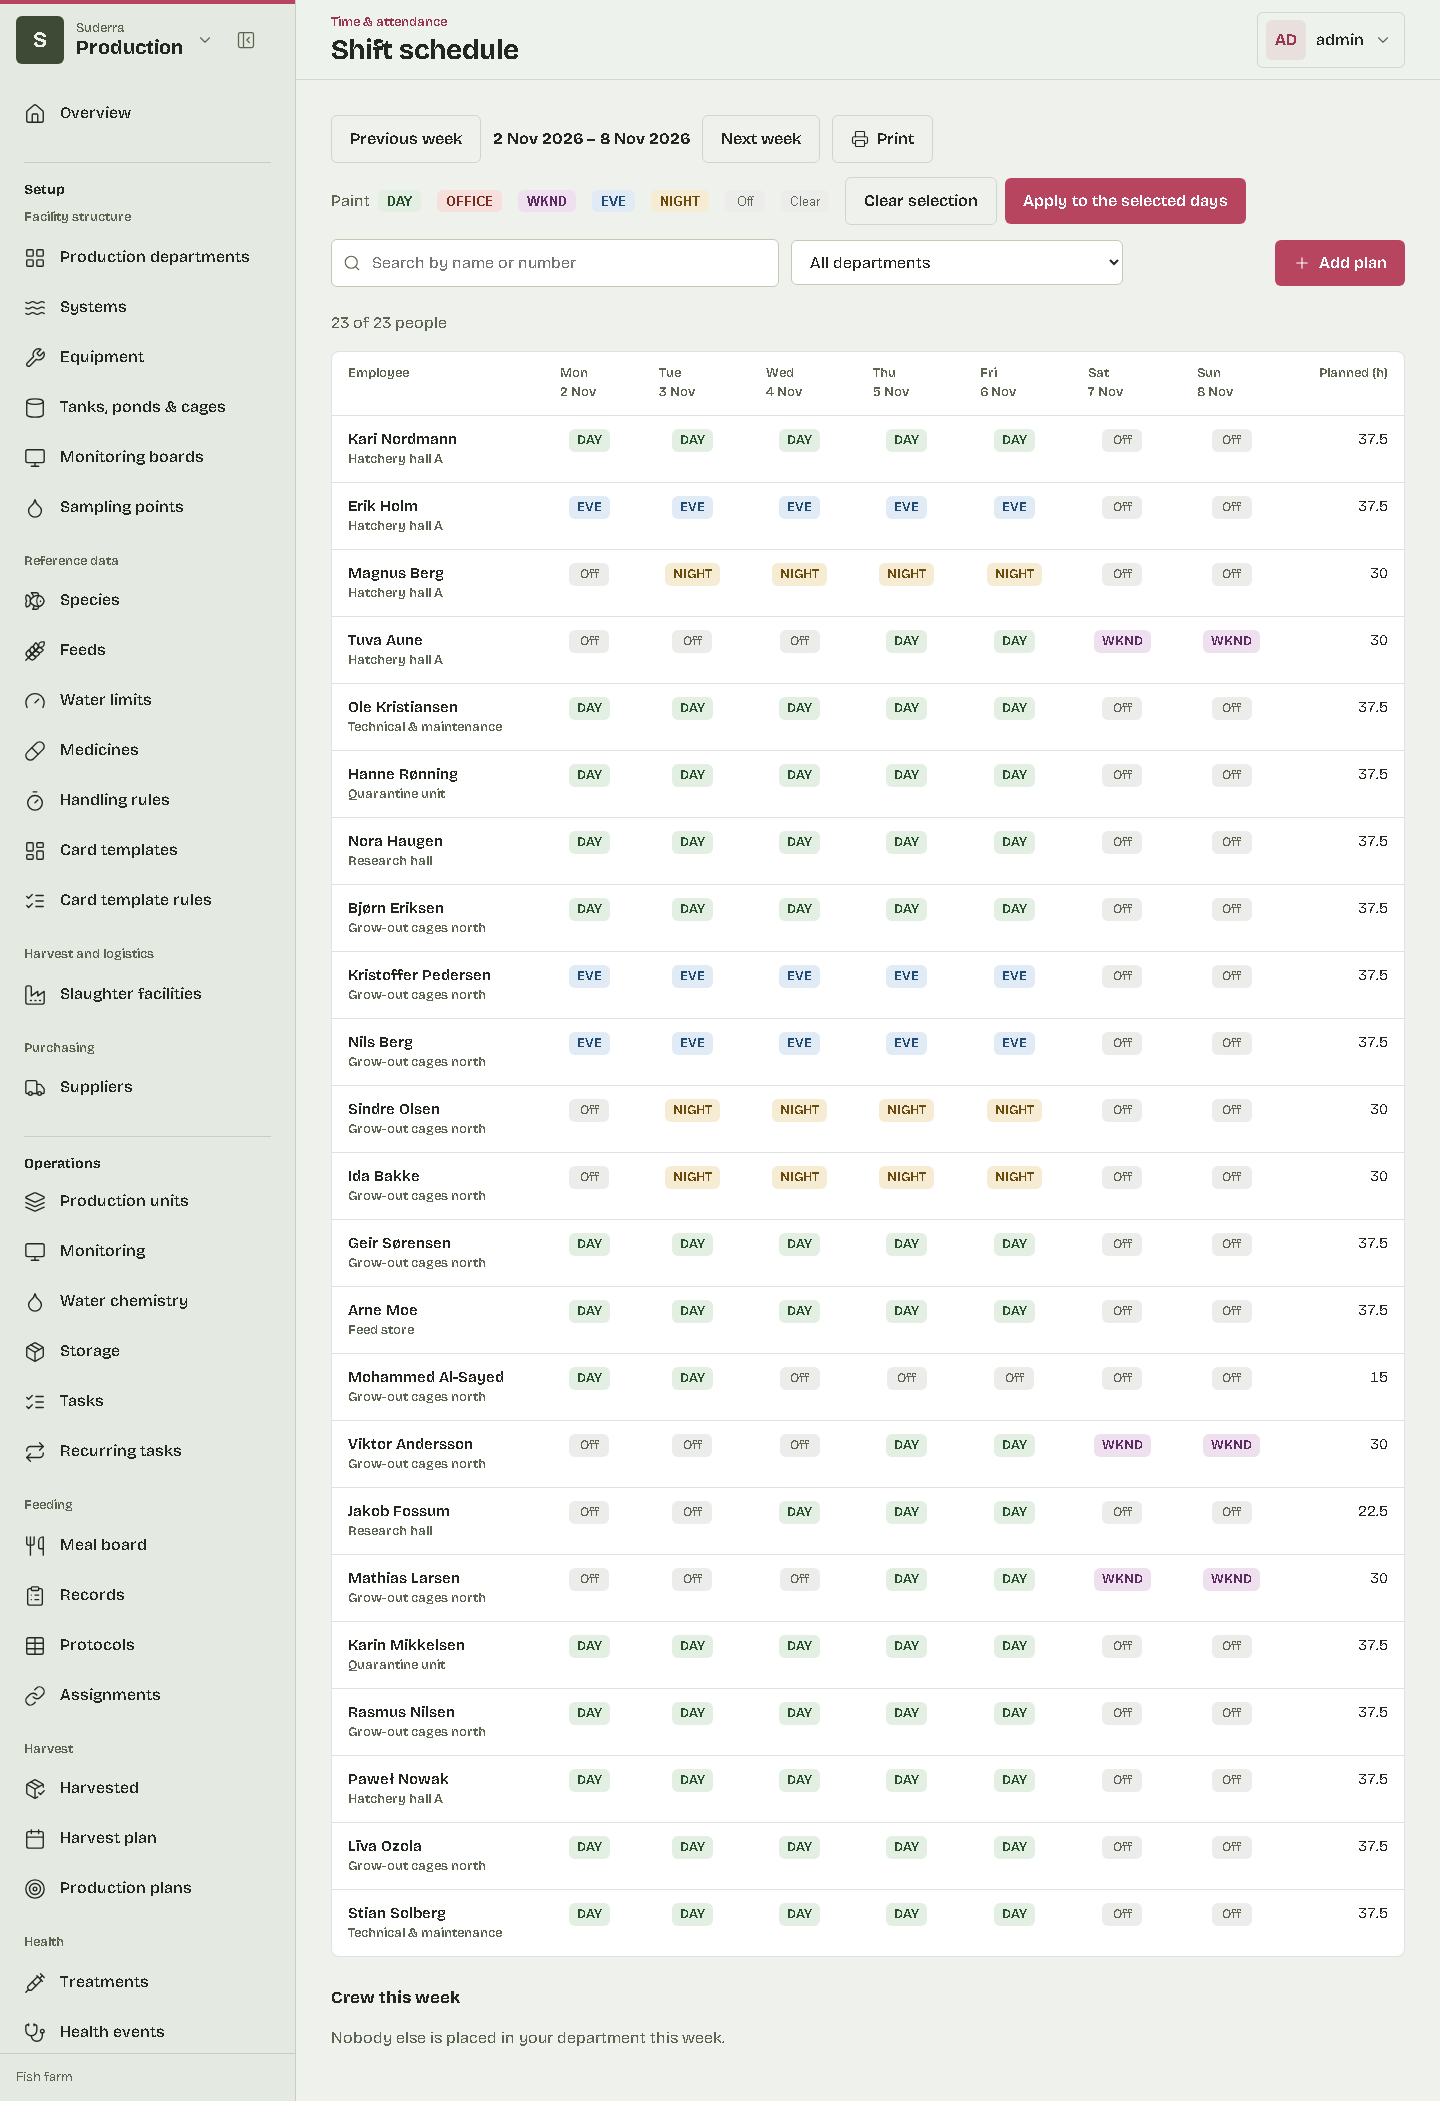 Suderra
S Production
Overview
Setup
Facility structure
Production departments
Systems
Equipment
Tanks, ponds & cages
Monitoring boards
Sampling points
Reference data
Species
Feeds
Water limits
Medicines
Handling rules
Card templates
Card template rules
Harvest and logistics
Slaughter facilities
Purchasing
Suppliers
Operations
Production units
Monitoring
Water chemistry
Storage
Tasks
Recurring tasks
Feeding
Meal board
Records
Protocols
Assignments
Harvest
Harvested
Harvest plan
Production plans
Health
Treatments
Health events
Fish farm
Time & attendance
Shift schedule
AD admin
Previous week 2 Nov 2026 – 8 Nov 2026 Next week Print
Paint DAY OFFICE WKND EVE NIGHT Off Clear Clear selection Apply to the selected days
Search by name or number All departments Add plan
23 of 23 people
Employee Mon Tue Wed Thu Fri Sat Sun Planned (h)
2 Nov 3 Nov 4 Nov 5 Nov 6 Nov 7 Nov 8 Nov
Kari Nordmann DAY DAY DAY DAY DAY Off Off 37.5
Hatchery hall A
Erik Holm EVE EVE EVE EVE EVE Off Off 37.5
Hatchery hall A
Magnus Berg Off NIGHT NIGHT NIGHT NIGHT Off Off 30
Hatchery hall A
Tuva Aune Off Off Off DAY DAY WKND WKND 30
Hatchery hall A
Ole Kristiansen DAY DAY DAY DAY DAY Off Off 37.5
Technical & maintenance
Hanne Rønning DAY DAY DAY DAY DAY Off Off 37.5
Quarantine unit
Nora Haugen DAY DAY DAY DAY DAY Off Off 37.5
Research hall
Bjørn Eriksen DAY DAY DAY DAY DAY Off Off 37.5
Grow-out cages north
Kristoffer Pedersen EVE EVE EVE EVE EVE Off Off 37.5
Grow-out cages north
Nils Berg EVE EVE EVE EVE EVE Off Off 37.5
Grow-out cages north
Sindre Olsen Off NIGHT NIGHT NIGHT NIGHT Off Off 30
Grow-out cages north
Ida Bakke Off NIGHT NIGHT NIGHT NIGHT Off Off 30
Grow-out cages north
Geir Sørensen DAY DAY DAY DAY DAY Off Off 37.5
Grow-out cages north
Arne Moe DAY DAY DAY DAY DAY Off Off 37.5
Feed store
Mohammed Al-Sayed DAY DAY Off Off Off Off Off 15
Grow-out cages north
Viktor Andersson Off Off Off DAY DAY WKND WKND 30
Grow-out cages north
Jakob Fossum Off Off DAY DAY DAY Off Off 22.5
Research hall
Mathias Larsen Off Off Off DAY DAY WKND WKND 30
Grow-out cages north
Karin Mikkelsen DAY DAY DAY DAY DAY Off Off 37.5
Quarantine unit
Rasmus Nilsen DAY DAY DAY DAY DAY Off Off 37.5
Grow-out cages north
Paweł Nowak DAY DAY DAY DAY DAY Off Off 37.5
Hatchery hall A
Līva Ozola DAY DAY DAY DAY DAY Off Off 37.5
Grow-out cages north
Stian Solberg DAY DAY DAY DAY DAY Off Off 37.5
Technical & maintenance
Crew this week
Nobody else is placed in your department this week.